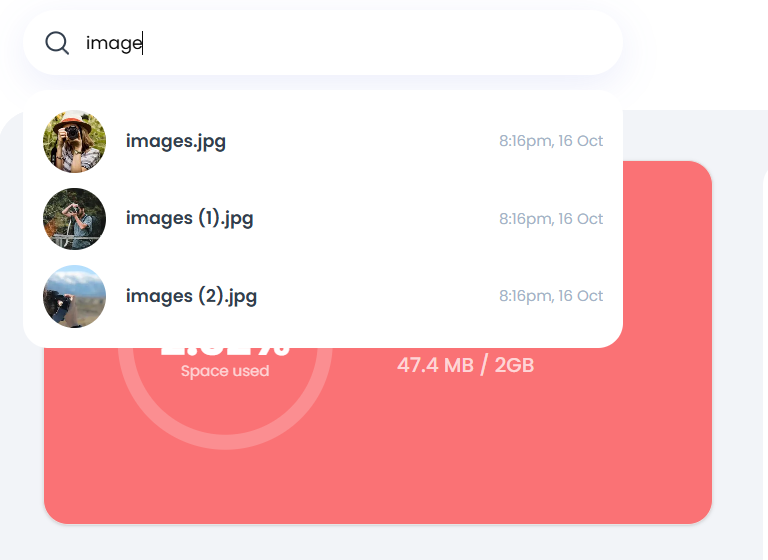 image
images.jpg
8:16pm, 16 Oct
images (1).jpg
8:16pm, 16 Oct
images (2).jpg
8:16pm, 16 Oct
Space used
47.4 MB / 2GB